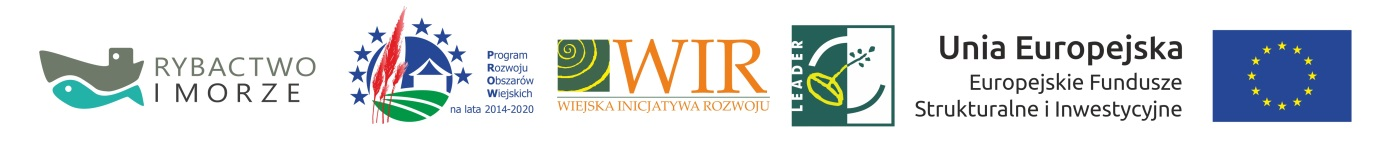 RYBACTWO
I MORZE
Program
Rozwoju
Obszarów
Wiejskich
na lata 2014-2020
WIR
WIEJSKA INICJATYWA ROZWOJU
LEADER
Unia Europejska
Europejskie Fundusze
Strukturalne i Inwestycyjne